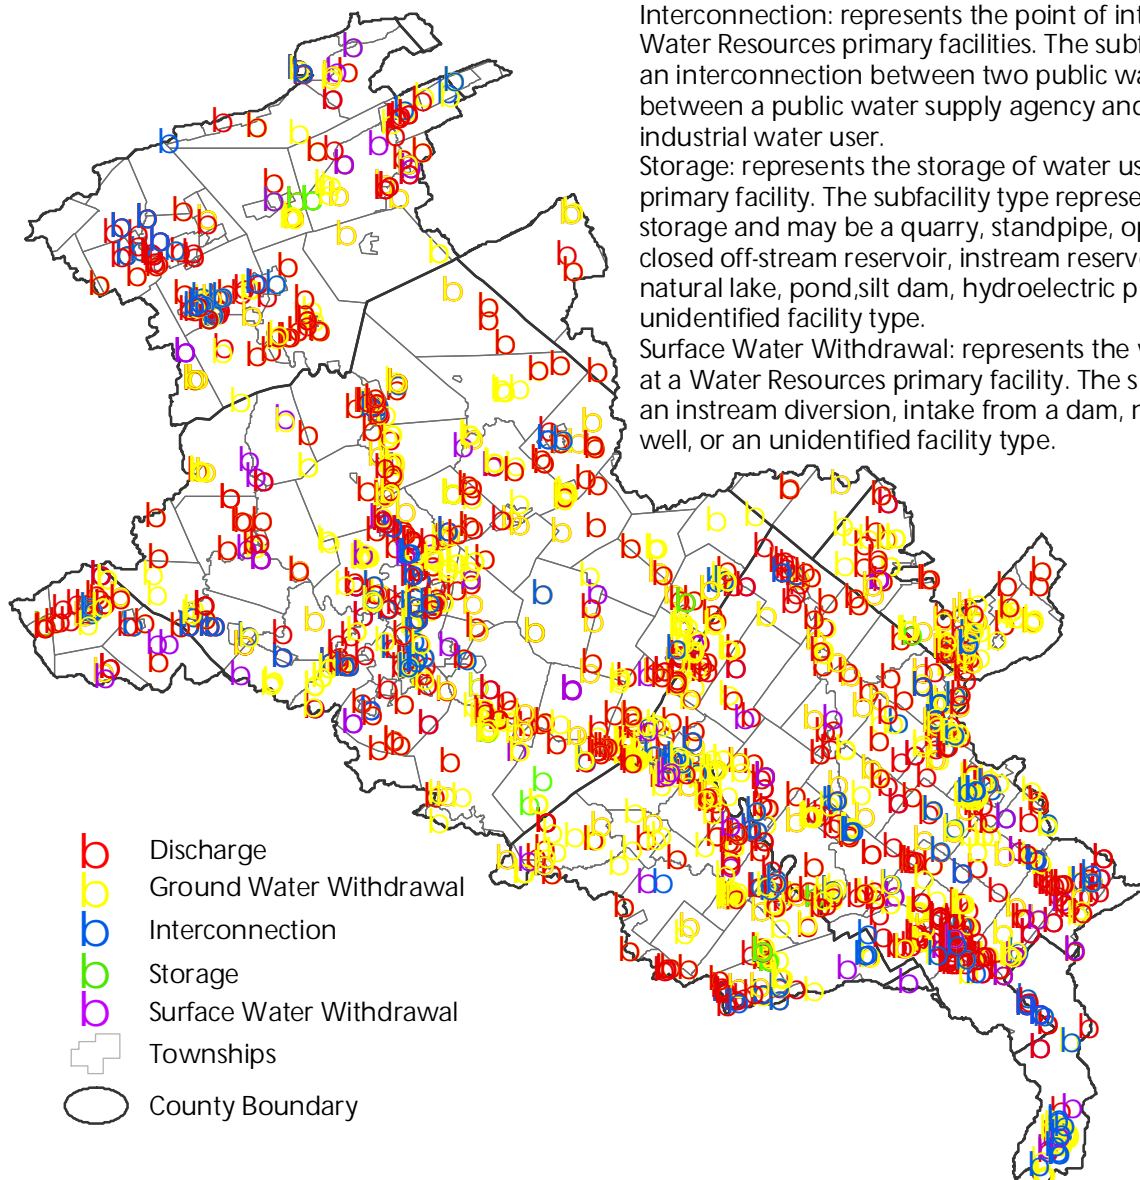 Interconnection: represents the point of int
Water Resources primary facilities. The subf
an interconnection between two public wa
between a public water supply agency and
industrial water user.
Storage: represents the storage of water us
primary facility. The subfacility type represe
storage and may be a quarry, standpipe, op
closed off-stream reservoir, instream reserv
natural lake, pond,silt dam, hydroelectric p
unidentified facility type.
Surface Water Withdrawal: represents the
at a Water Resources primary facility. The s
an instream diversion, intake from a dam, 
well, or an unidentified facility type.
b Discharge
b Ground Water Withdrawal
b Interconnection
b Storage
b Surface Water Withdrawal
Townships
County Boundary